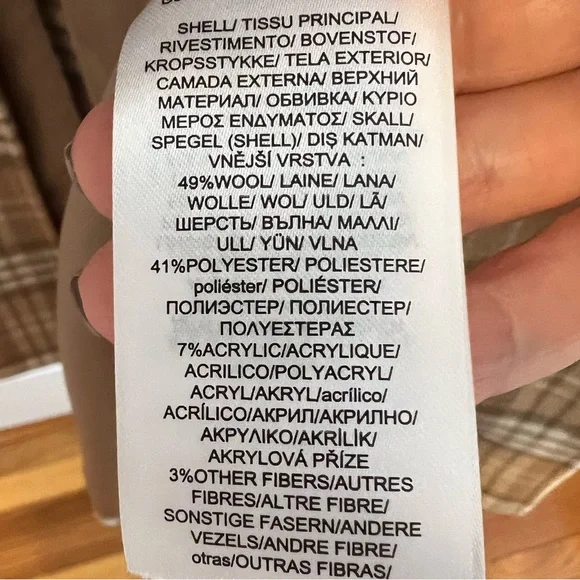 SHELL/ TISSU PRINCIPAL/
RIVESTIMENTO/ BOVENSTOF/
KROPSSTYKKE/ TELA EXTERIOR/
CAMADA EXTERNA/ ВЕРХНИЙ
МАТЕРИАЛ/ ОБВИВКА/ ΚΥΡΙΟ
ΜΕΡΟΣ ΕΝΔΥΜΑΤΟΣ/ SKALL/
SPEGEL (SHELL)/ DIŞ KATMAN/
VNĚJŠÍ VRSTVA :
49%WOOL/ LAINE/ LANA/
WOLLE/ WOL/ ULD/ LÃ/
ШЕРСТЬ/ ВЪЛНА/ ΜΑΛΛΙ/
ULL/ YÜN/ VLNA
41%POLYESTER/ POLIESTERE/
poliéster/ POLIÉSTER/
ПОЛИЭСТЕР/ ПОЛИЕСТЕР/
ΠΟΛΥΕΣΤΕΡΑΣ
7%ACRYLIC/ACRYLIQUE/
ACRILICO/POLYACRYL/
ACRYL/AKRYL/acrílico/
ACRÍLICO/АКРИЛ/АКРИЛНО/
ΑΚΡΥΛΙΚΟ/AKRİLİK/
AKRYLOVÁ PŘÍZE
3%OTHER FIBERS/AUTRES
FIBRES/ALTRE FIBRE/
SONSTIGE FASERN/ANDERE
VEZELS/ANDRE FIBRE/
otras/OUTRAS FIBRAS/